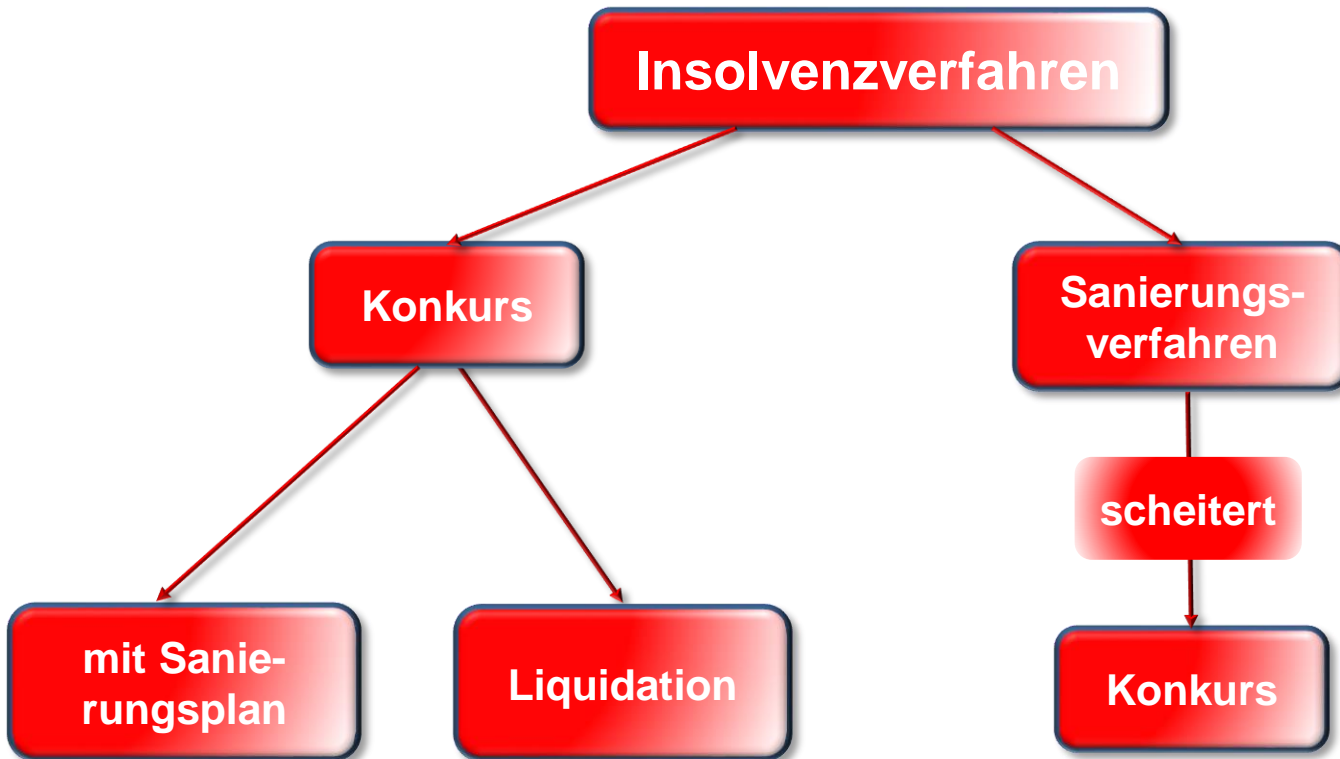 Insolvenzverfahren
Konkurs
Sanierungs-
verfahren
scheitert
mit Sanie-
rungsplan
Liquidation
Konkurs